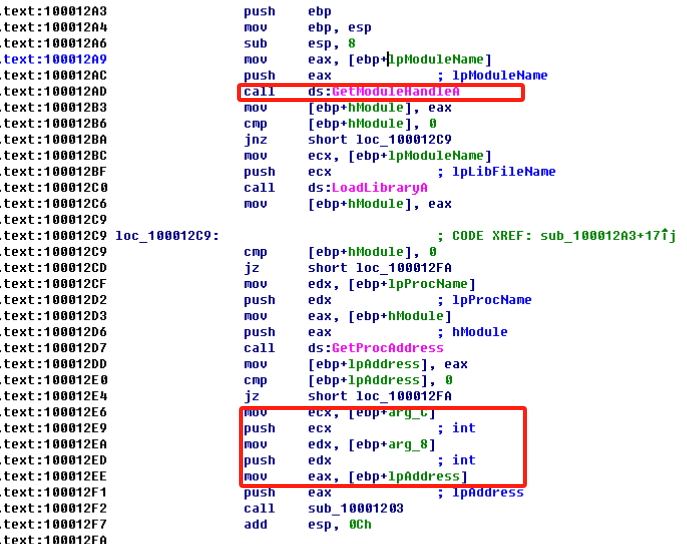 .text:100012A3 push ebp
.text:100012A4 mov ebp, esp
.text:100012A6 sub esp, 8
.text:100012A9 mov eax, [ebp+lpModuleName]
.text:100012AC push eax ; lpModuleName
.text:100012AD call ds:GetModuleHandleA
.text:100012B3 mov [ebp+hModule], eax
.text:100012B6 cmp [ebp+hModule], 0
.text:100012BA jnz short loc_100012C9
.text:100012BC mov ecx, [ebp+lpModuleName]
.text:100012BF push ecx ; lpLibFileName
.text:100012C0 call ds:LoadLibraryA
.text:100012C6 mov [ebp+hModule], eax
.text:100012C9
.text:100012C9 loc_100012C9: ; CODE XREF: sub_100012A3+17↑j
.text:100012C9 cmp [ebp+hModule], 0
.text:100012CD jz short loc_100012FA
.text:100012CF mov edx, [ebp+lpProcName]
.text:100012D2 push edx ; lpProcName
.text:100012D3 mov eax, [ebp+hModule]
.text:100012D6 push eax ; hModule
.text:100012D7 call ds:GetProcAddress
.text:100012DD mov [ebp+lpAddress], eax
.text:100012E0 cmp [ebp+lpAddress], 0
.text:100012E4 jz short loc_100012FA
.text:100012E6 mov ecx, [ebp+arg_C]
.text:100012E9 push ecx ; int
.text:100012EA mov edx, [ebp+arg_8]
.text:100012ED push edx ; int
.text:100012EE mov eax, [ebp+lpAddress]
.text:100012F1 push eax ; lpAddress
.text:100012F2 call sub_10001203
.text:100012F7 add esp, 0Ch
.text:100012FA